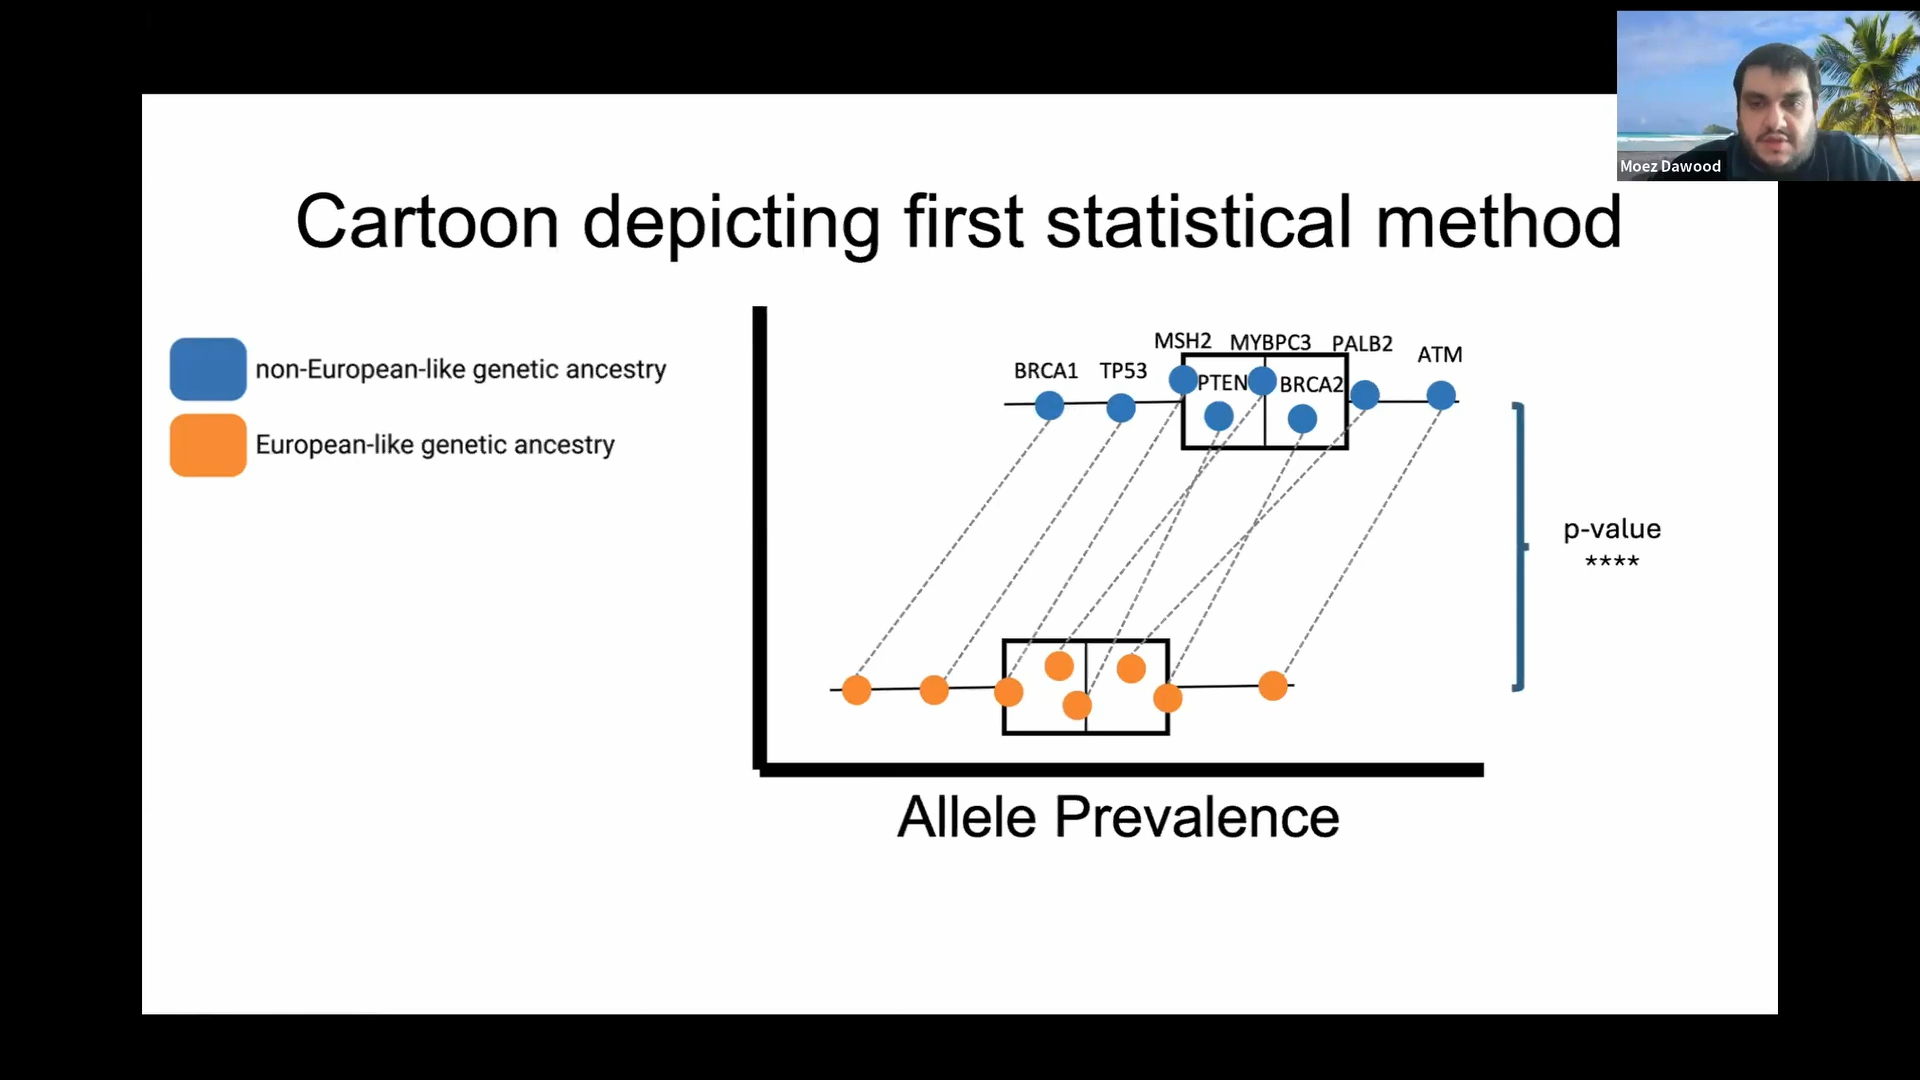 Moez Dawood
Cartoon depicting first statistical method
non-European-like genetic ancestry
European-like genetic ancestry
MSH2 MYBPC3 PALB2 ATM
BRCA1 TP53
PTEN BRCA2
p-value
****
Allele Prevalence